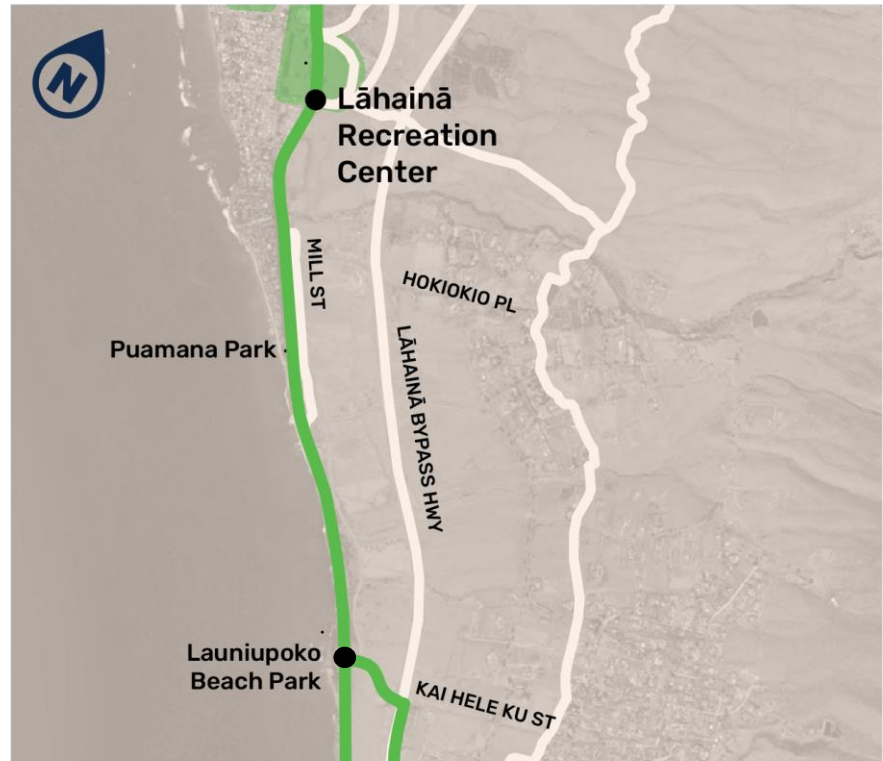 N
Lāhainā
Recreation
Center
MILL ST
HOKIOKIO PL
Puamana Park
LĀHAINĀ BYPASS HWY
Launiupoko
Beach Park
KAI HELE KU ST